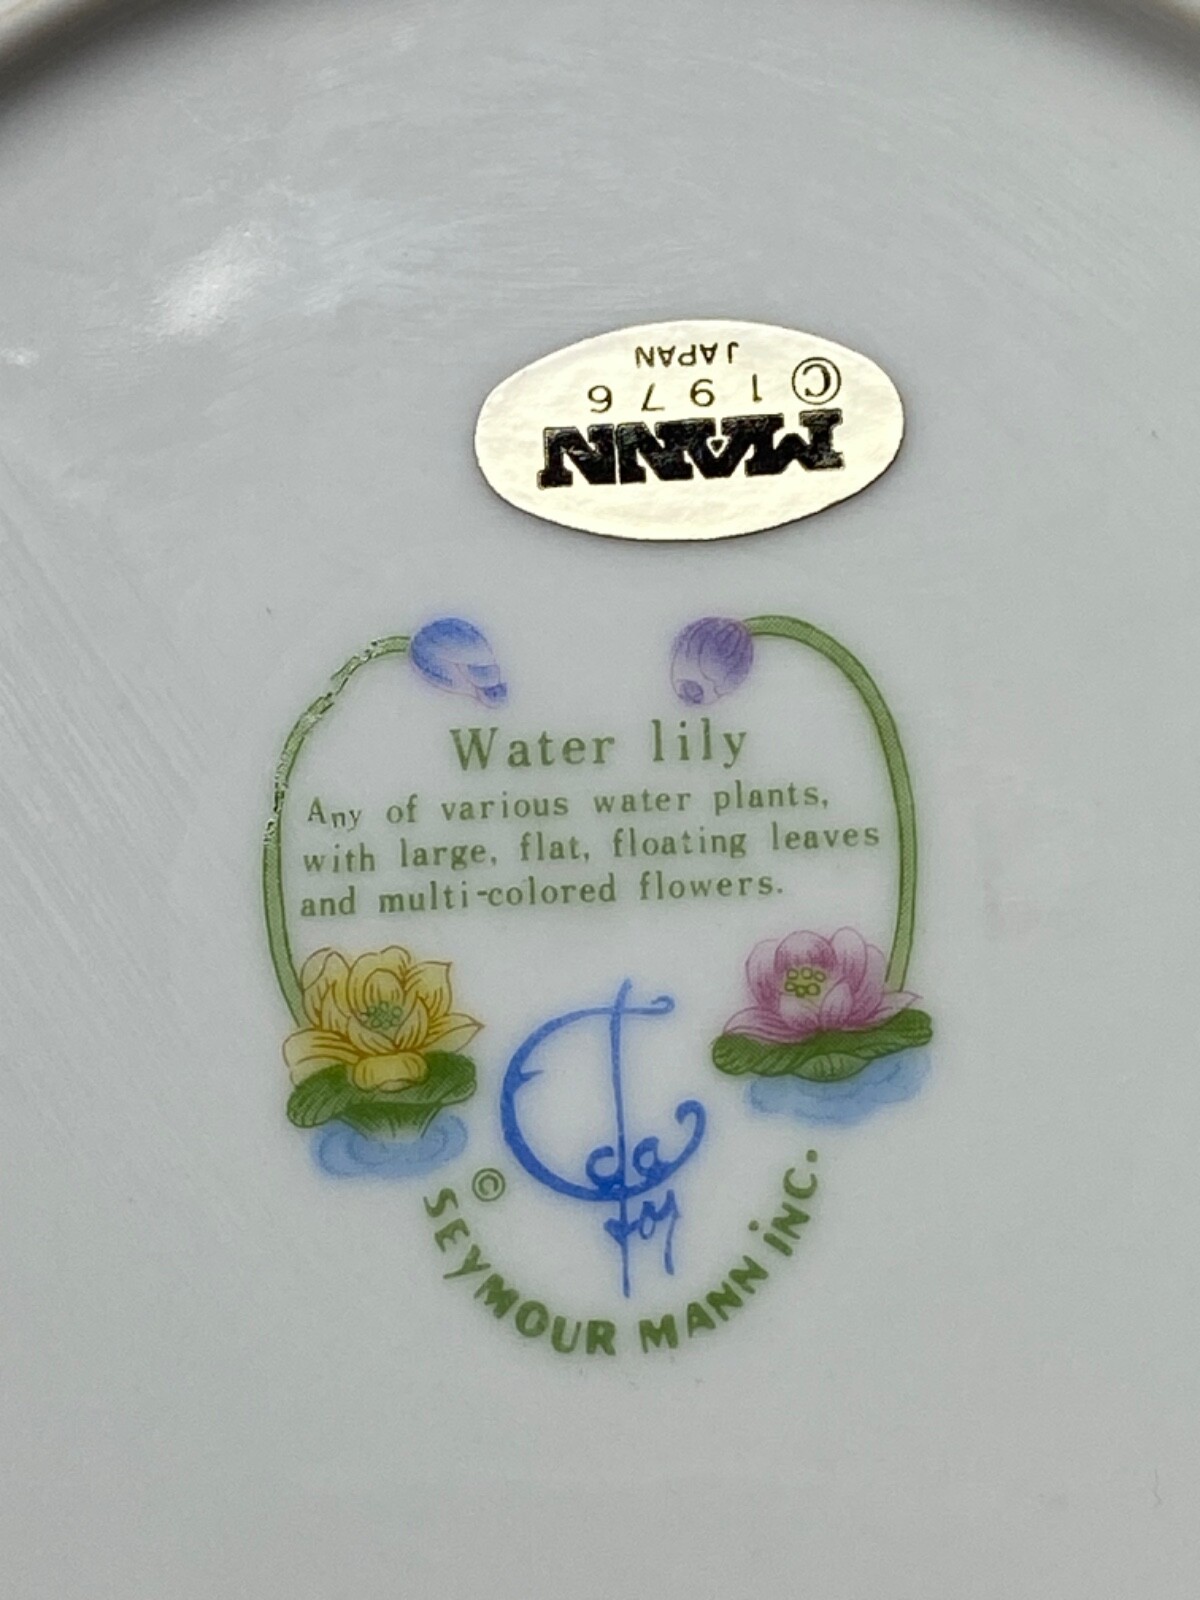 MANN
© 1976
JAPAN
Water lily
Any of various water plants,
with large, flat, floating leaves
and multi-colored flowers.
© SEYMOUR MANN INC.